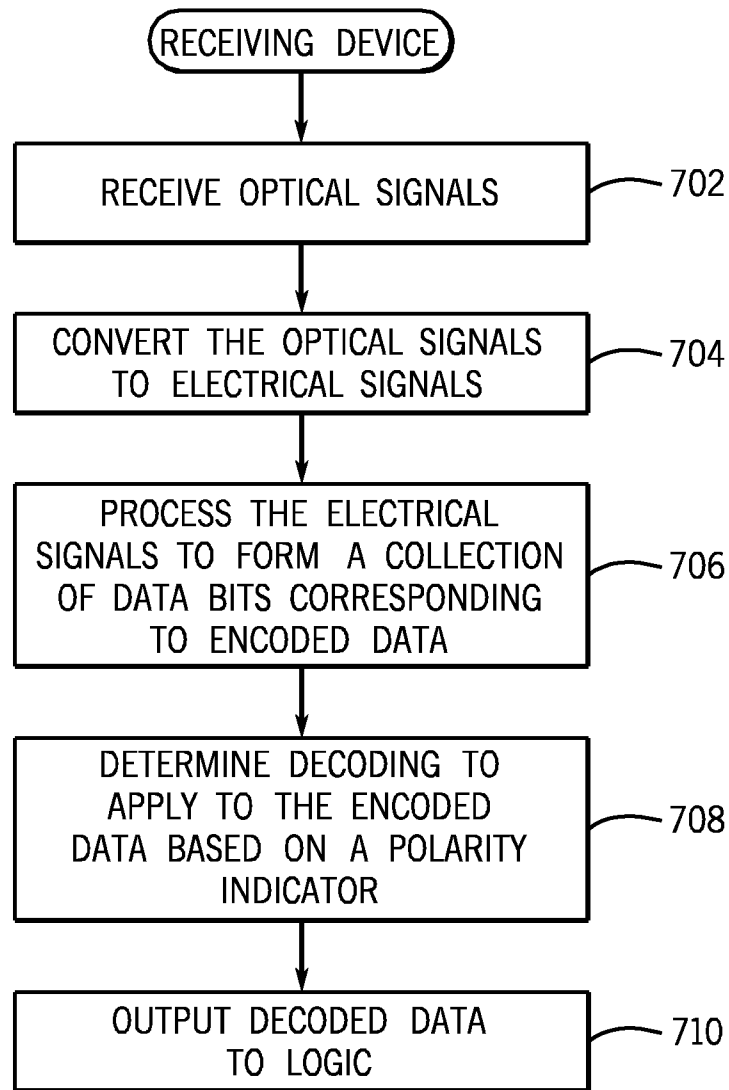 RECEIVING DEVICE
RECEIVE OPTICAL SIGNALS
702
CONVERT THE OPTICAL SIGNALS
TO ELECTRICAL SIGNALS
704
PROCESS THE ELECTRICAL
SIGNALS TO FORM A COLLECTION
OF DATA BITS CORRESPONDING
TO ENCODED DATA
706
DETERMINE DECODING TO
APPLY TO THE ENCODED
DATA BASED ON A POLARITY
INDICATOR
708
OUTPUT DECODED DATA
TO LOGIC
710